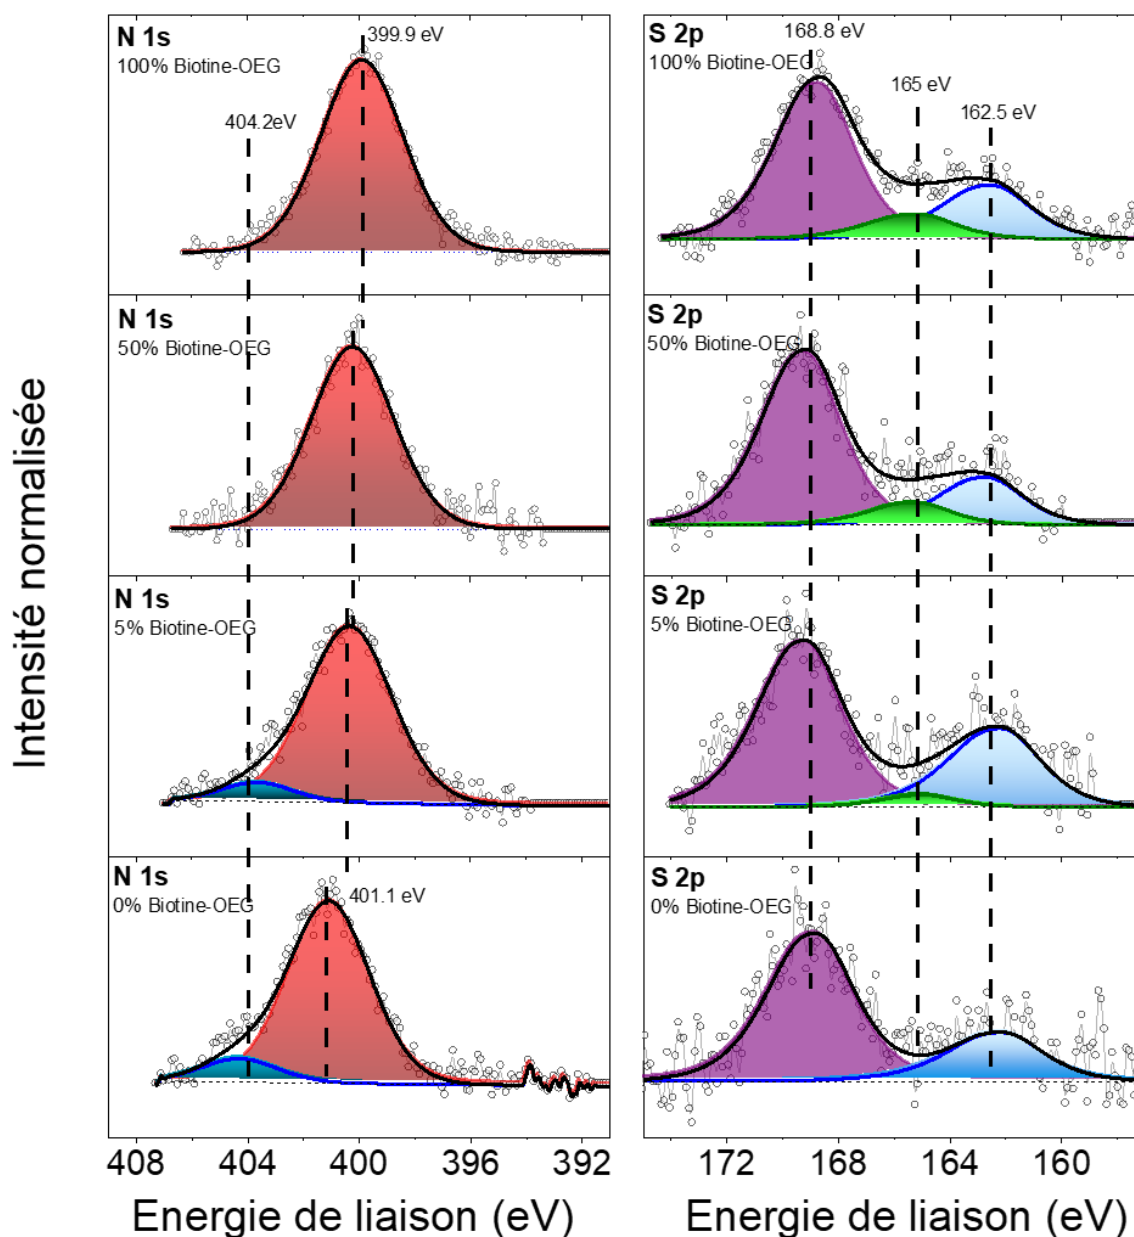 N 1s
100% Biotine-OEG
399.9 eV
404.2eV
S 2p
100% Biotine-OEG
168.8 eV
165 eV
162.5 eV
N 1s
50% Biotine-OEG
S 2p
50% Biotine-OEG
N 1s
5% Biotine-OEG
S 2p
5% Biotine-OEG
N 1s
0% Biotine-OEG
401.1 eV
S 2p
0% Biotine-OEG
Intensité normalisée
408 404 400 396 392
172 168 164 160
Energie de liaison (eV)
Energie de liaison (eV)